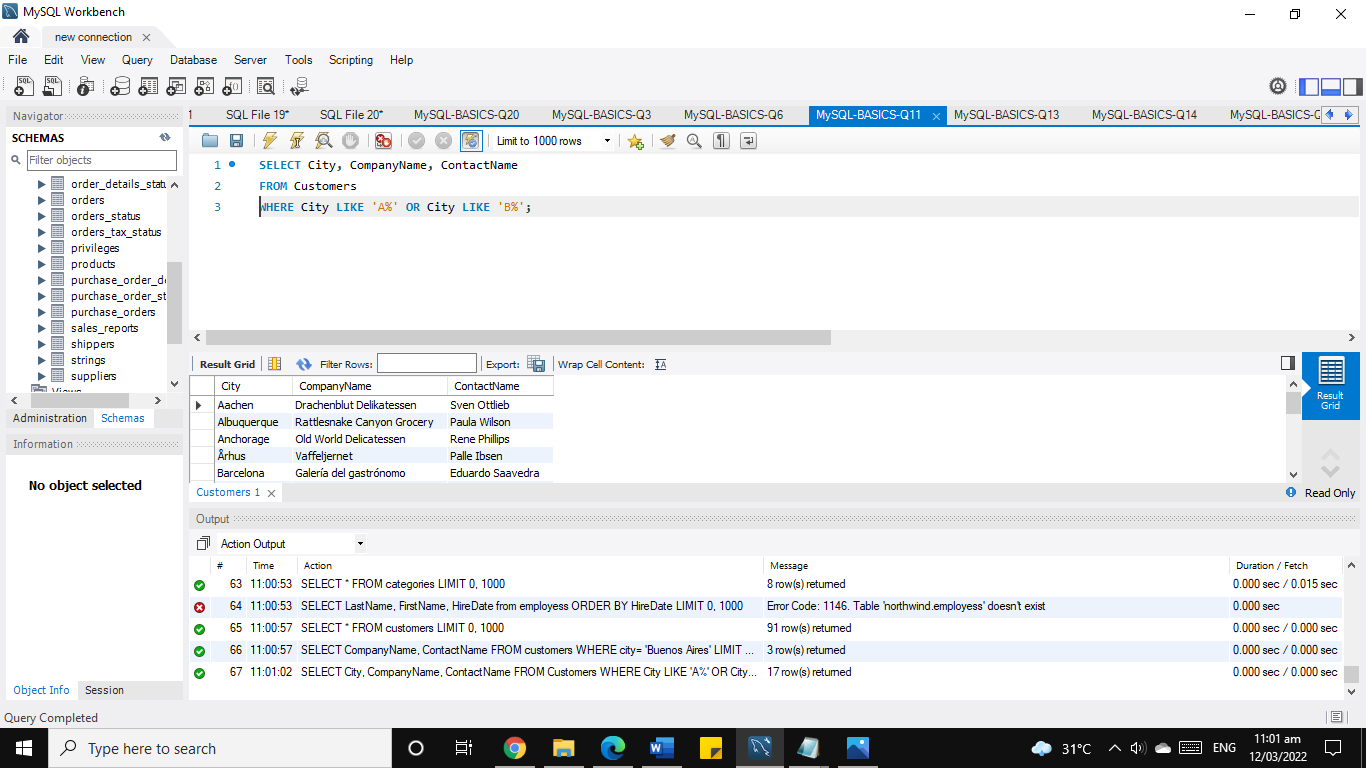 MySQL Workbench
new connection
File Edit View Query Database Server Tools Scripting Help
Navigator
SCHEMAS
Filter objects
order_details_statu
orders
orders_status
orders_tax_status
privileges
products
purchase_order_de
purchase_order_st
purchase_orders
sales_reports
shippers
strings
suppliers
Views
Administration Schemas
Information
No object selected
Object Info Session
1 SQL File 19* SQL File 20* MySQL-BASICS-Q20 MySQL-BASICS-Q3 MySQL-BASICS-Q6 MySQL-BASICS-Q11 MySQL-BASICS-Q13 MySQL-BASICS-Q14 MySQL-BASICS-Q
Limit to 1000 rows
1 SELECT City, CompanyName, ContactName
2 FROM Customers
3 WHERE City LIKE 'A%' OR City LIKE 'B%';
Result Grid Filter Rows: Export: Wrap Cell Content:
City CompanyName ContactName
Aachen Drachenblut Delikatessen Sven Ottlieb
Albuquerque Rattlesnake Canyon Grocery Paula Wilson
Anchorage Old World Delicatessen Rene Phillips
Århus Vaffeljernet Palle Ibsen
Barcelona Galería del gastrónomo Eduardo Saavedra
Result
Grid
Customers 1
Read Only
Output
Action Output
# Time Action Message Duration / Fetch
63 11:00:53 SELECT * FROM categories LIMIT 0, 1000 8 row(s) returned 0.000 sec / 0.015 sec
64 11:00:53 SELECT LastName, FirstName, HireDate from employess ORDER BY HireDate LIMIT 0, 1000 Error Code: 1146. Table 'northwind.employess' doesn't exist 0.000 sec
65 11:00:57 SELECT * FROM customers LIMIT 0, 1000 91 row(s) returned 0.000 sec / 0.000 sec
66 11:00:57 SELECT CompanyName, ContactName FROM customers WHERE city= 'Buenos Aires' LIMIT ... 3 row(s) returned 0.000 sec / 0.000 sec
67 11:01:02 SELECT City, CompanyName, ContactName FROM Customers WHERE City LIKE 'A%' OR City... 17 row(s) returned 0.000 sec / 0.000 sec
Query Completed
Type here to search
31°C
ENG
11:01 am
12/03/2022